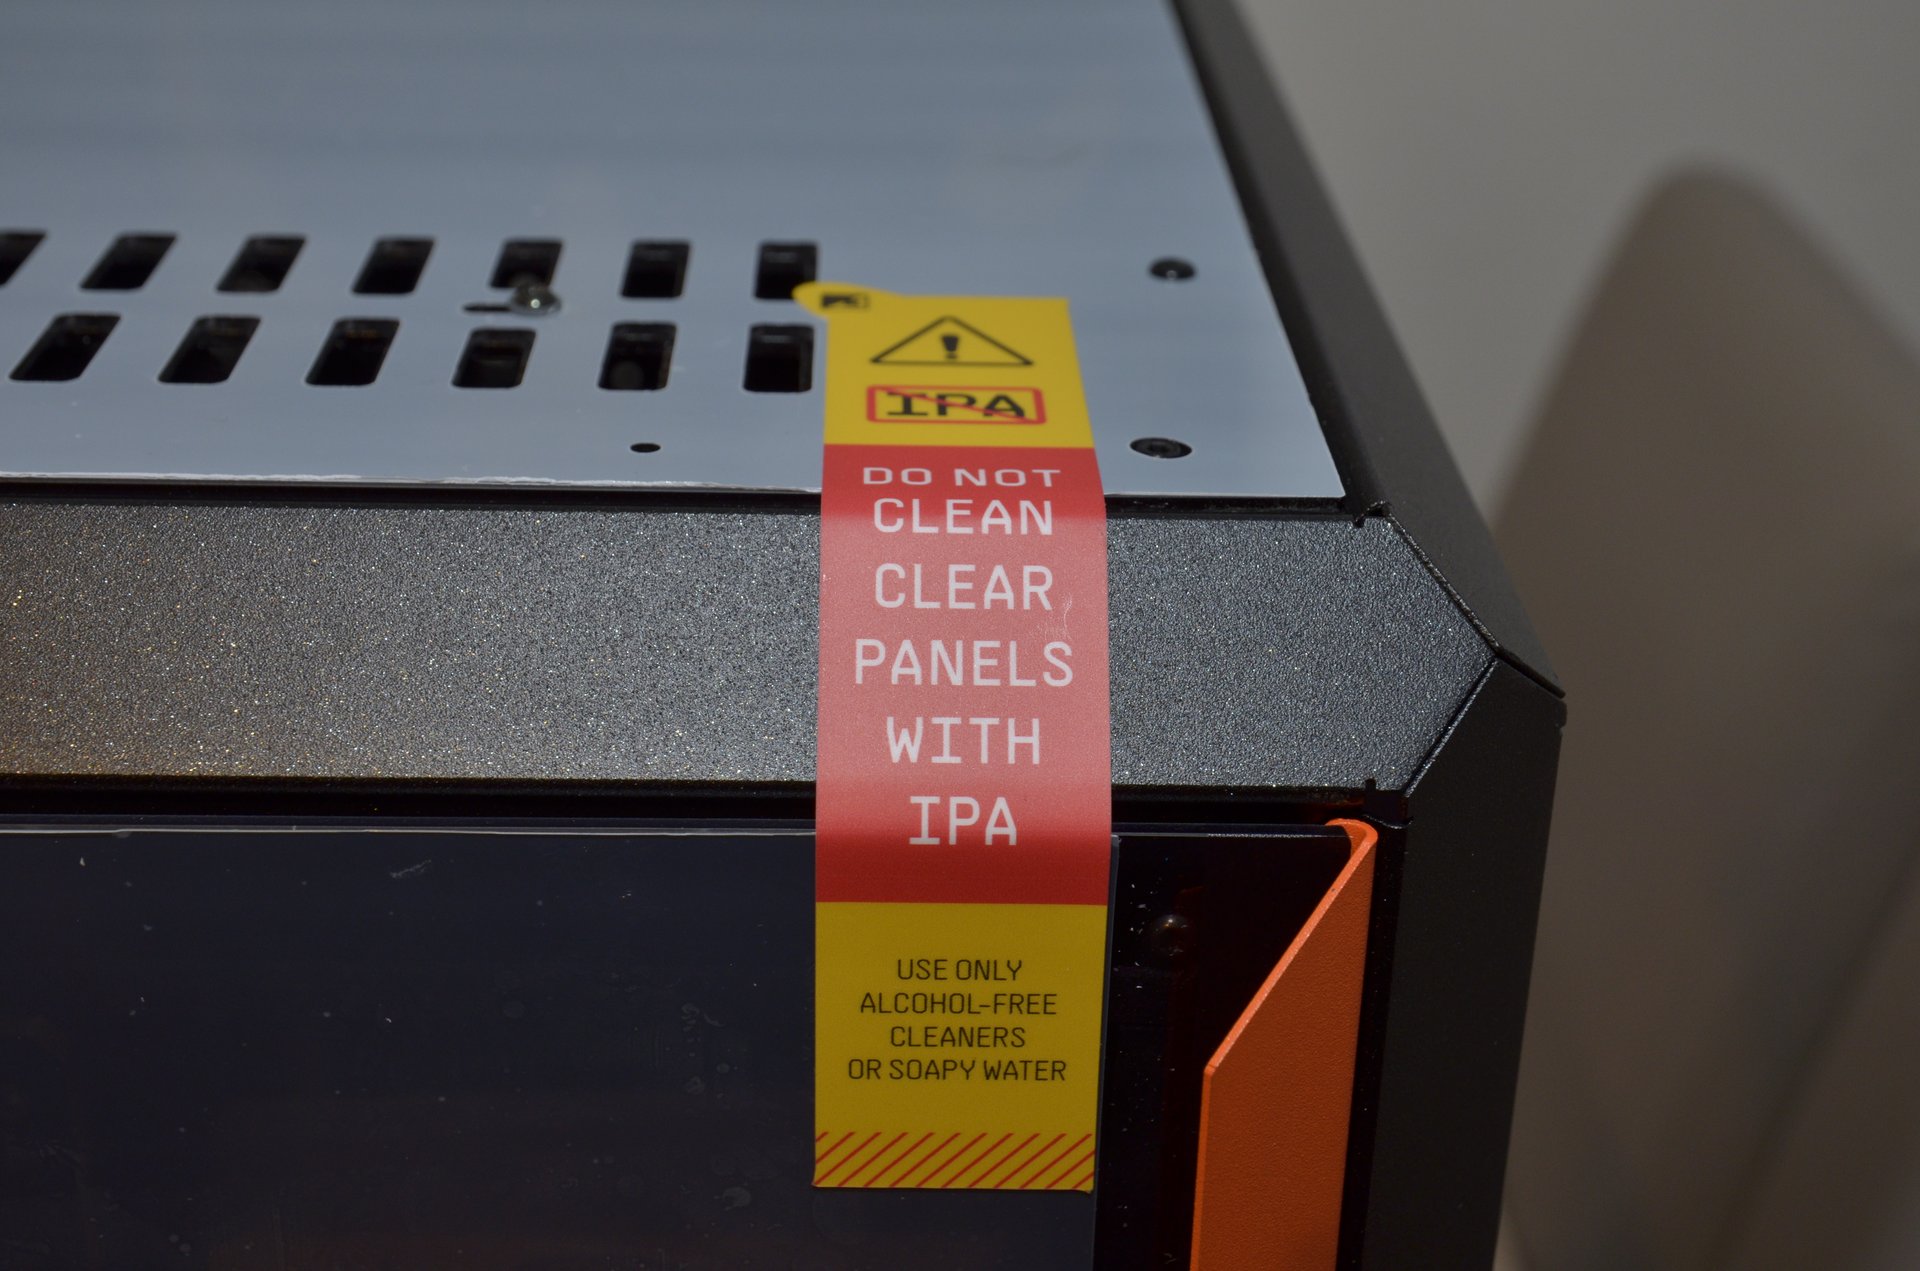 IPA
DO NOT
CLEAN
CLEAR
PANELS
WITH
IPA
USE ONLY
ALCOHOL-FREE
CLEANERS
OR SOAPY WATER